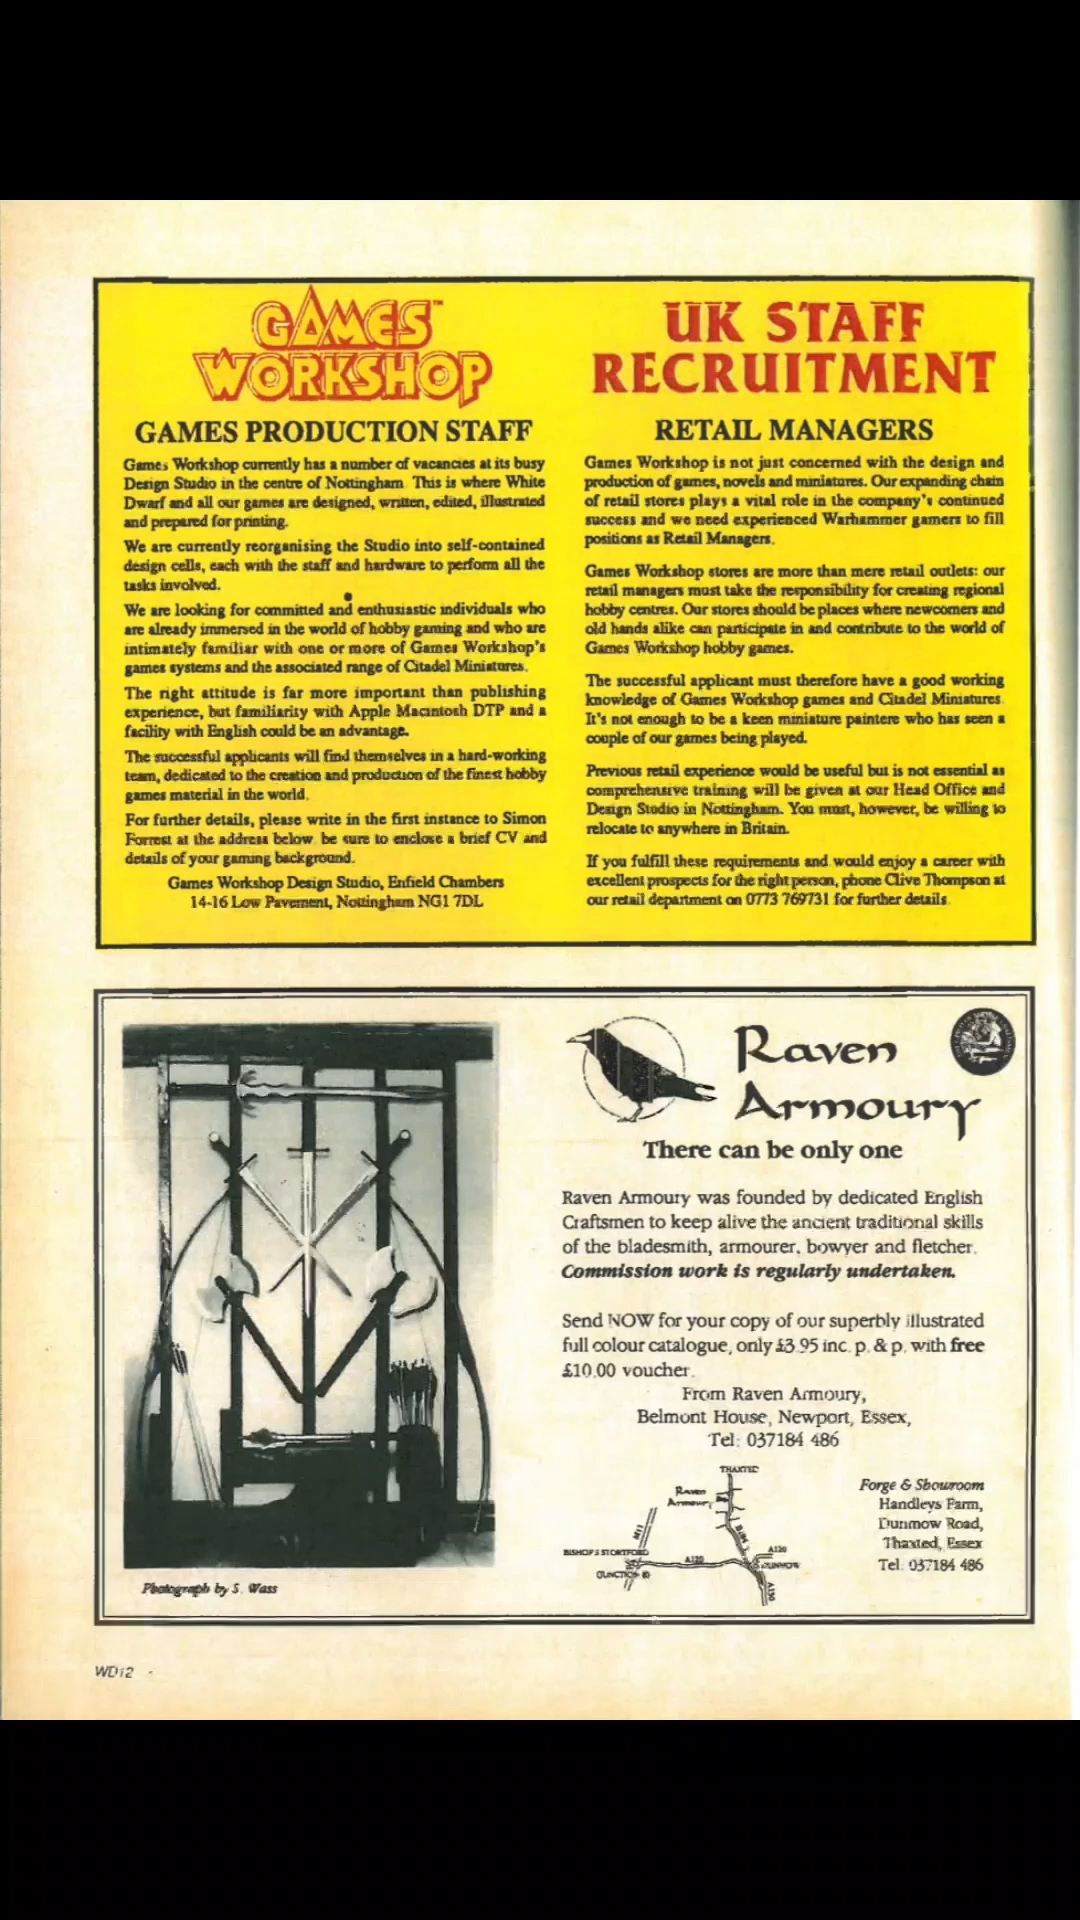 GAMES™
WORKSHOP
GAMES PRODUCTION STAFF
Games Workshop currently has a number of vacancies at its busy
Design Studio in the centre of Nottingham. This is where White
Dwarf and all our games are designed, written, edited, illustrated
and prepared for printing.
We are currently reorganising the Studio into self-contained
design cells, each with the staff and hardware to perform all the
tasks involved.
We are looking for committed and enthusiastic individuals who
are already immersed in the world of hobby gaming and who are
intimately familiar with one or more of Games Workshop's
games systems and the associated range of Citadel Miniatures.
The right attitude is far more important than publishing
experience, but familiarity with Apple Macintosh DTP and a
facility with English could be an advantage.
The successful applicants will find themselves in a hard-working
team, dedicated to the creation and production of the finest hobby
games material in the world.
For further details, please write in the first instance to Simon
Forrest at the address below, be sure to enclose a brief CV and
details of your gaming background.
Games Workshop Design Studio, Enfield Chambers
14-16 Low Pavement, Nottingham NG1 7DL
UK STAFF
RECRUITMENT
RETAIL MANAGERS
Games Workshop is not just concerned with the design and
production of games, novels and miniatures. Our expanding chain
of retail stores plays a vital role in the company's continued
success and we need experienced Warhammer gamers to fill
positions as Retail Managers.
Games Workshop stores are more than mere retail outlets: our
retail managers must take the responsibility for creating regional
hobby centres. Our stores should be places where newcomers and
old hands alike can participate in and contribute to the world of
Games Workshop hobby games.
The successful applicant must therefore have a good working
knowledge of Games Workshop games and Citadel Miniatures.
It's not enough to be a keen miniature paintere who has seen a
couple of our games being played.
Previous retail experience would be useful but is not essential as
comprehensive training will be given at our Head Office and
Design Studio in Nottingham. You must, however, be willing to
relocate to anywhere in Britain.
If you fulfill these requirements and would enjoy a career with
excellent prospects for the right person, phone Clive Thompson at
our retail department on 0773 769731 for further details.
Raven
Armoury
There can be only one
Raven Armoury was founded by dedicated English
Craftsmen to keep alive the ancient traditional skills
of the bladesmith, armourer, bowyer and fletcher.
Commission work is regularly undertaken.
Send NOW for your copy of our superbly illustrated
full colour catalogue, only £3.95 inc. p. & p. with free
£10.00 voucher.
From Raven Armoury,
Belmont House, Newport, Essex,
Tel: 037184 486
THAXTED
Raven
Armoury
M11
B184
BISHOP'S STORTFORD
A120
A120
DUNMOW
JUNCTION 8
A130
Forge & Showroom
Handleys Farm,
Dunmow Road,
Thaxted, Essex
Tel: 037184 486
Photograph by S. Wass
WD12